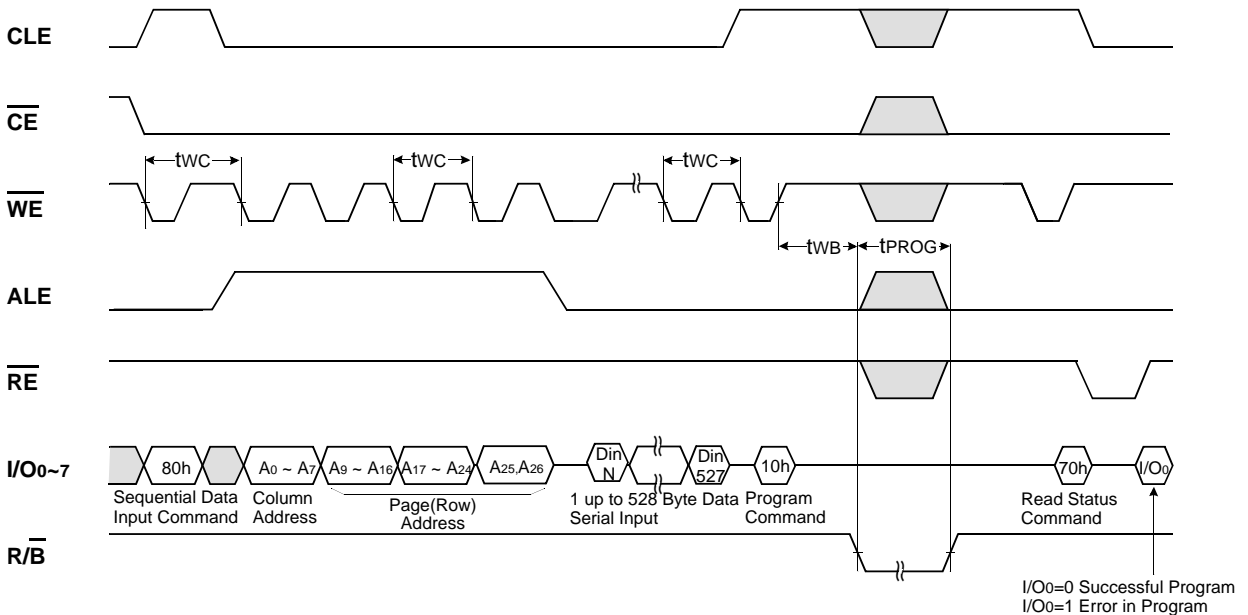 CLE
CE
tWC tWC tWC
WE
tWB tPROG
ALE
RE
I/O0~7 80h A0 ~ A7 A9 ~ A16 A17 ~ A24 A25,A26 Din N Din 527 10h 70h I/O0
Sequential Data Input Command
Column Address
Page(Row) Address
1 up to 528 Byte Data
Serial Input
Program Command
Read Status Command
R/B
I/O0=0 Successful Program
I/O0=1 Error in Program